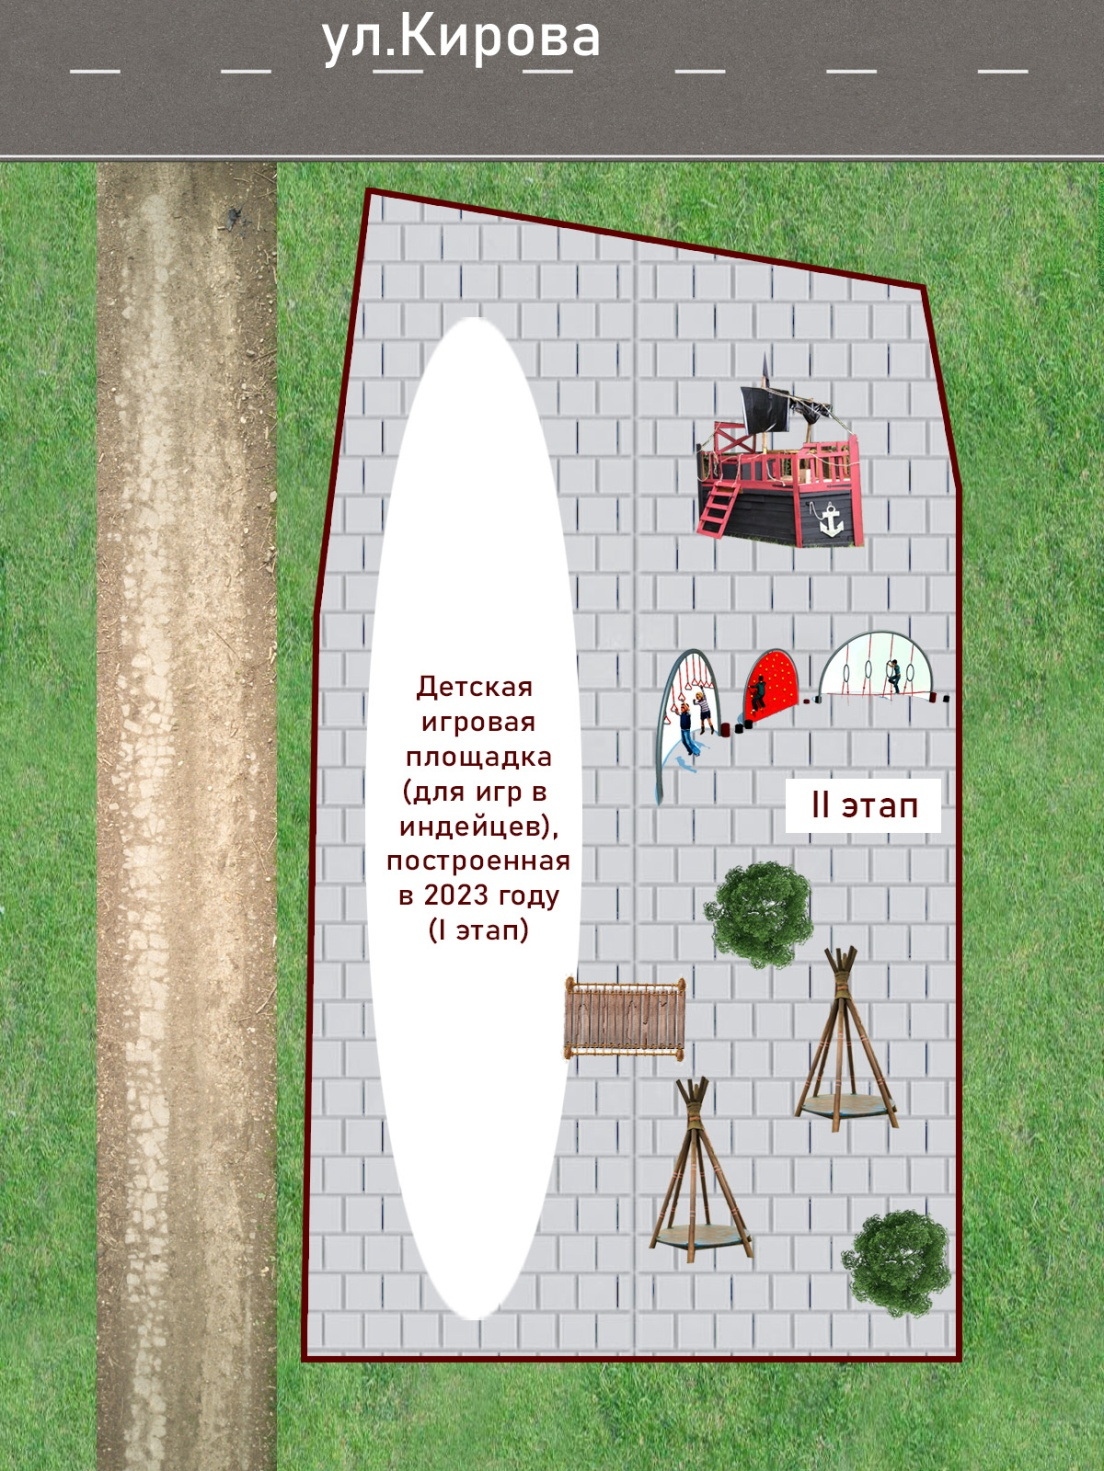 ул.Кирова
Детская
игровая
площадка
(для игр в
индейцев),
построенная
в 2023 году
(I этап)
II этап